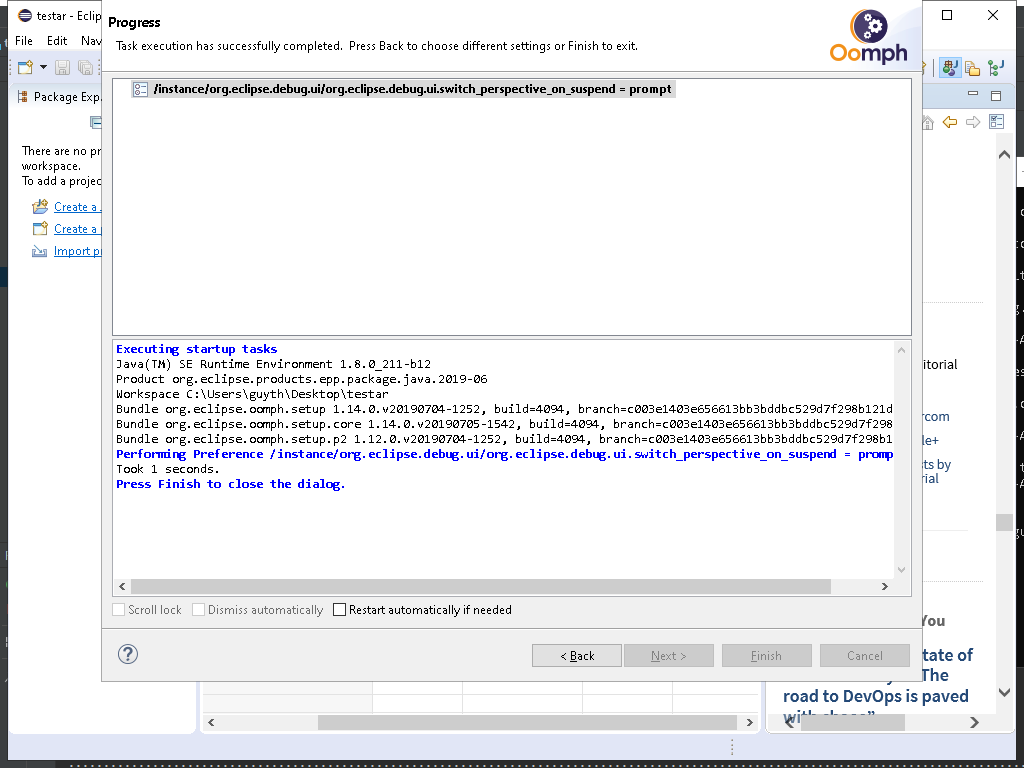 testar - Eclip
File Edit Nav
Package Exp
There are no pr
workspace.
To add a projec
Create a
Create a
Import p
Progress
Task execution has successfully completed. Press Back to choose different settings or Finish to exit.
Oomph
/instance/org.eclipse.debug.ui/org.eclipse.debug.ui.switch_perspective_on_suspend = prompt
Executing startup tasks
Java(TM) SE Runtime Environment 1.8.0_211-b12
Product org.eclipse.products.epp.package.java.2019-06
Workspace C:\Users\guyth\Desktop\testar
Bundle org.eclipse.oomph.setup 1.14.0.v20190704-1252, build=4094, branch=c003e1403e656613bb3bddbc529d7f298b121d
Bundle org.eclipse.oomph.setup.core 1.14.0.v20190705-1542, build=4094, branch=c003e1403e656613bb3bddbc529d7f298
Bundle org.eclipse.oomph.setup.p2 1.12.0.v20190704-1252, build=4094, branch=c003e1403e656613bb3bddbc529d7f298b1
Performing Preference /instance/org.eclipse.debug.ui/org.eclipse.debug.ui.switch_perspective_on_suspend = promp
Took 1 seconds.
Press Finish to close the dialog.
Scroll lock Dismiss automatically Restart automatically if needed
< Back Next > Finish Cancel
itorial
rcom
le+
ts by
rial
You
tate of
The
road to DevOps is paved
with chaos”